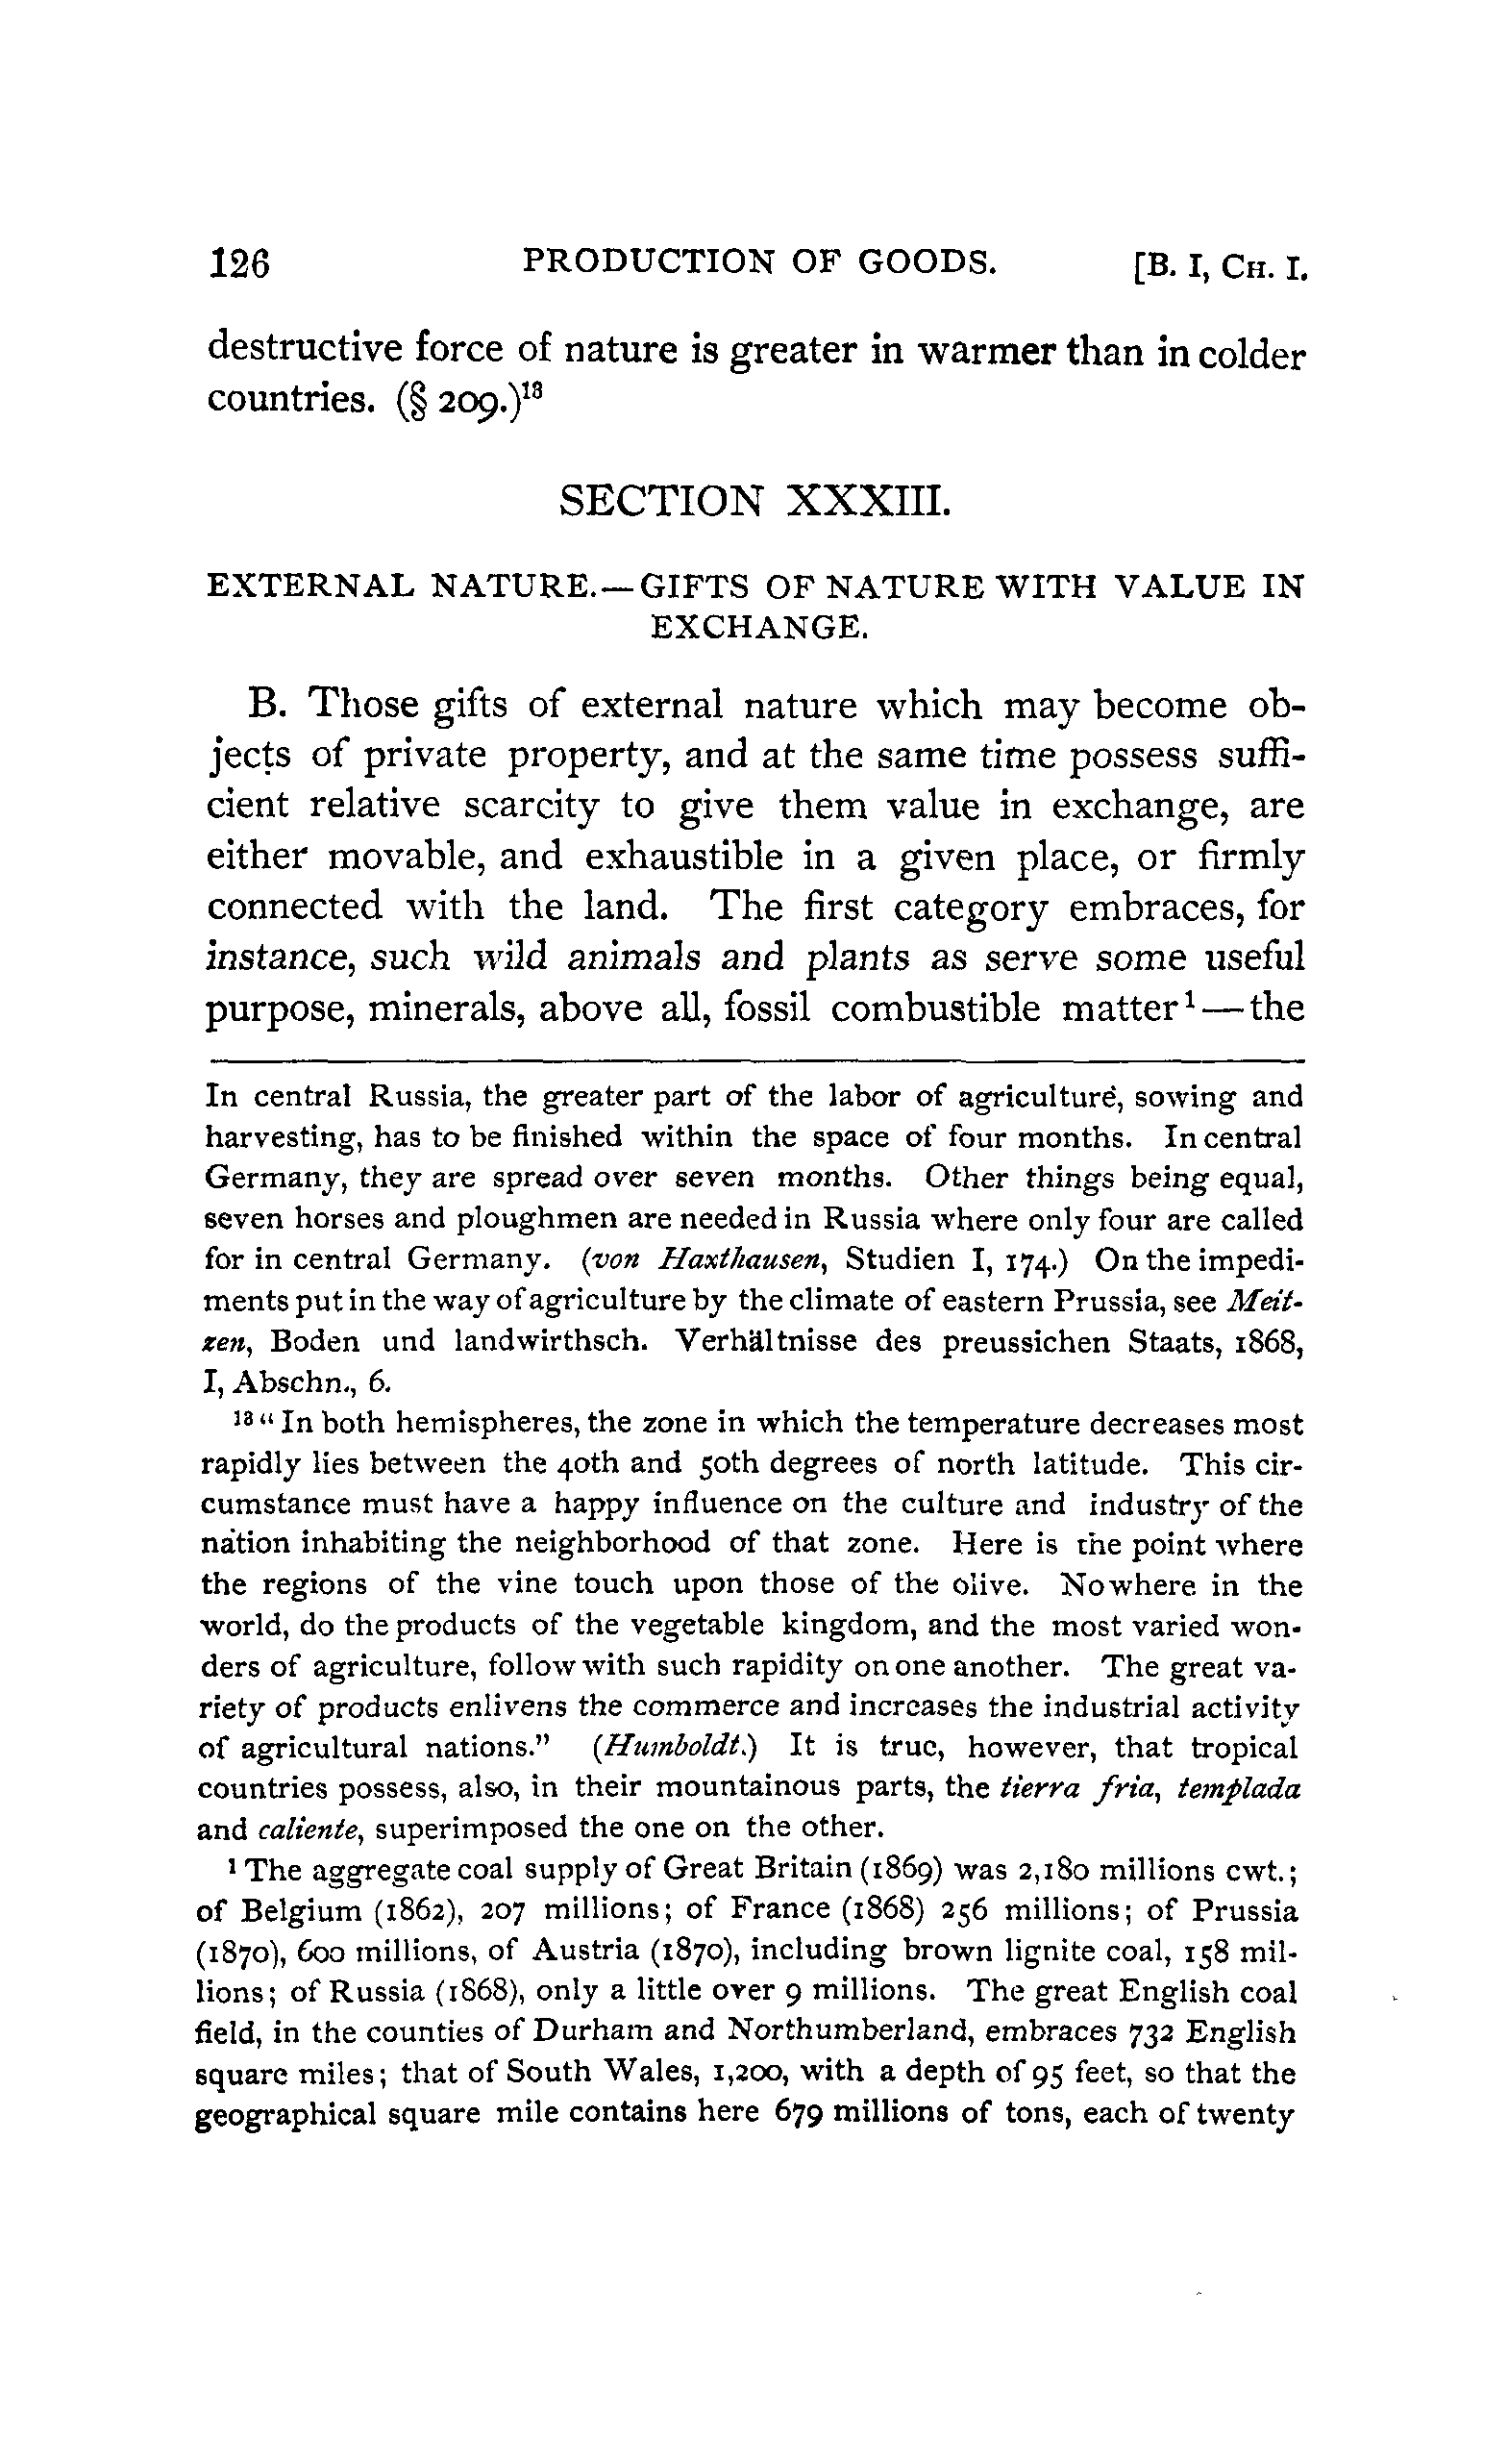 126 PRODUCTION OF GOODS. [B. I, CH. I.
destructive force of nature is greater in warmer than in colder
countries. (§ 209.)¹³
SECTION XXXIII.
EXTERNAL NATURE.—GIFTS OF NATURE WITH VALUE IN
EXCHANGE.
B. Those gifts of external nature which may become ob-
jects of private property, and at the same time possess suffi-
cient relative scarcity to give them value in exchange, are
either movable, and exhaustible in a given place, or firmly
connected with the land. The first category embraces, for
instance, such wild animals and plants as serve some useful
purpose, minerals, above all, fossil combustible matter¹—the
In central Russia, the greater part of the labor of agriculture, sowing and
harvesting, has to be finished within the space of four months. In central
Germany, they are spread over seven months. Other things being equal,
seven horses and ploughmen are needed in Russia where only four are called
for in central Germany. (von Haxthausen, Studien I, 174.) On the impedi-
ments put in the way of agriculture by the climate of eastern Prussia, see Meit-
zen, Boden und landwirthsch. Verhältnisse des preussichen Staats, 1868,
I, Abschn., 6.
¹³ “In both hemispheres, the zone in which the temperature decreases most
rapidly lies between the 40th and 50th degrees of north latitude. This cir-
cumstance must have a happy influence on the culture and industry of the
nation inhabiting the neighborhood of that zone. Here is the point where
the regions of the vine touch upon those of the olive. Nowhere in the
world, do the products of the vegetable kingdom, and the most varied won-
ders of agriculture, follow with such rapidity on one another. The great va-
riety of products enlivens the commerce and increases the industrial activity
of agricultural nations.” (Humboldt.) It is true, however, that tropical
countries possess, also, in their mountainous parts, the tierra fria, templada
and caliente, superimposed the one on the other.
¹ The aggregate coal supply of Great Britain (1869) was 2,180 millions cwt.;
of Belgium (1862), 207 millions; of France (1868) 256 millions; of Prussia
(1870), 600 millions, of Austria (1870), including brown lignite coal, 158 mil-
lions; of Russia (1868), only a little over 9 millions. The great English coal
field, in the counties of Durham and Northumberland, embraces 732 English
square miles; that of South Wales, 1,200, with a depth of 95 feet, so that the
geographical square mile contains here 679 millions of tons, each of twenty